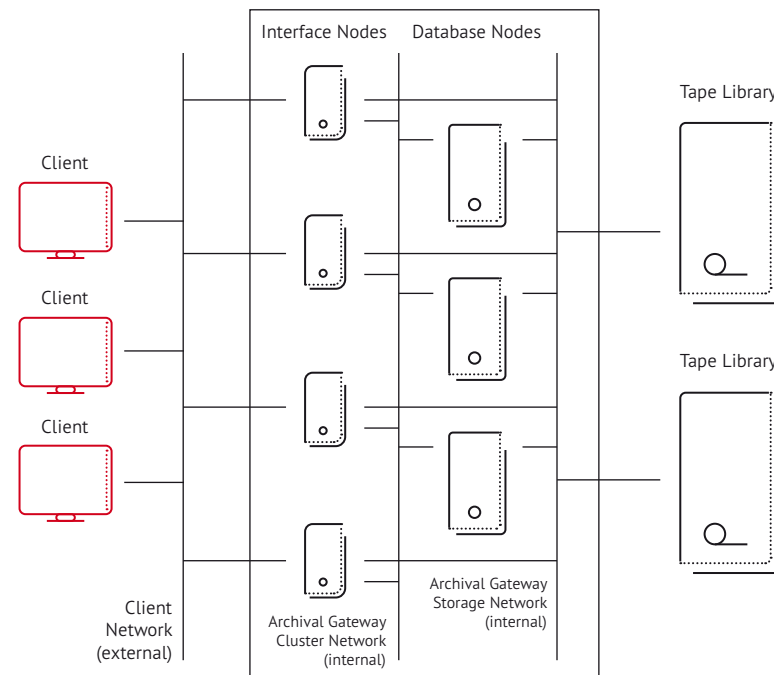 Interface Nodes
Database Nodes
Tape Library
Client
Client
Tape Library
Client
Archival Gateway
Storage Network
(internal)
Client
Network
(external)
Archival Gateway
Cluster Network
(internal)